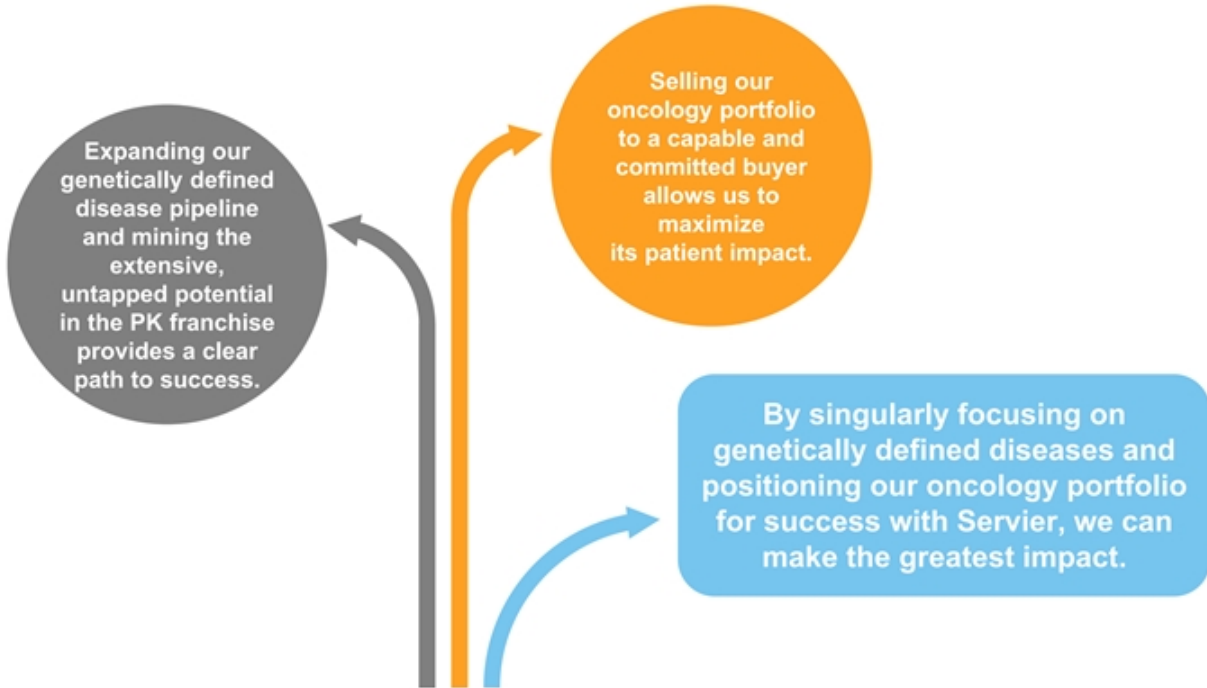 Expanding our
genetically defined
disease pipeline
and mining the
extensive,
untapped potential
in the PK franchise
provides a clear
path to success.
Selling our
oncology portfolio
to a capable and
committed buyer
allows us to
maximize
its patient impact.
By singularly focusing on
genetically defined diseases and
positioning our oncology portfolio
for success with Servier, we can
make the greatest impact.